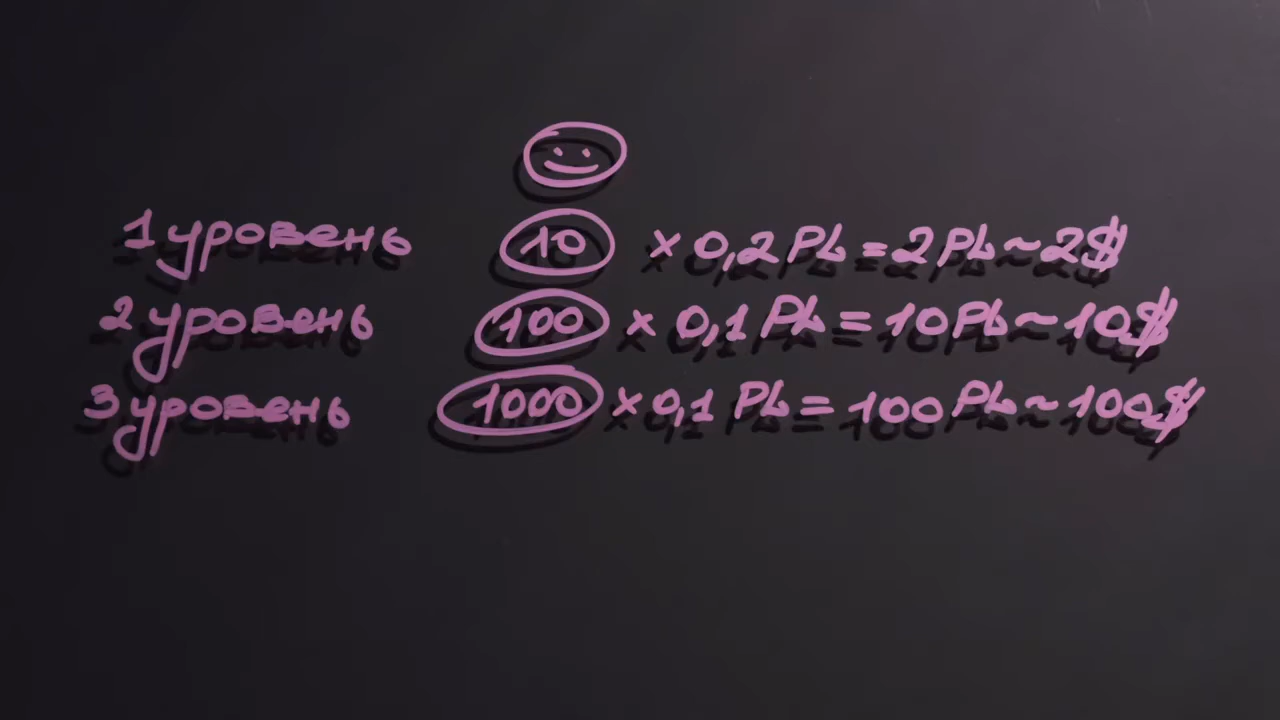 1 уровень 10 × 0,2 Pb = 2 Pb ~ 2$
2 уровень 100 × 0,1 Pb = 10 Pb ~ 10$
3 уровень 1000 × 0,1 Pb = 100 Pb ~ 100$